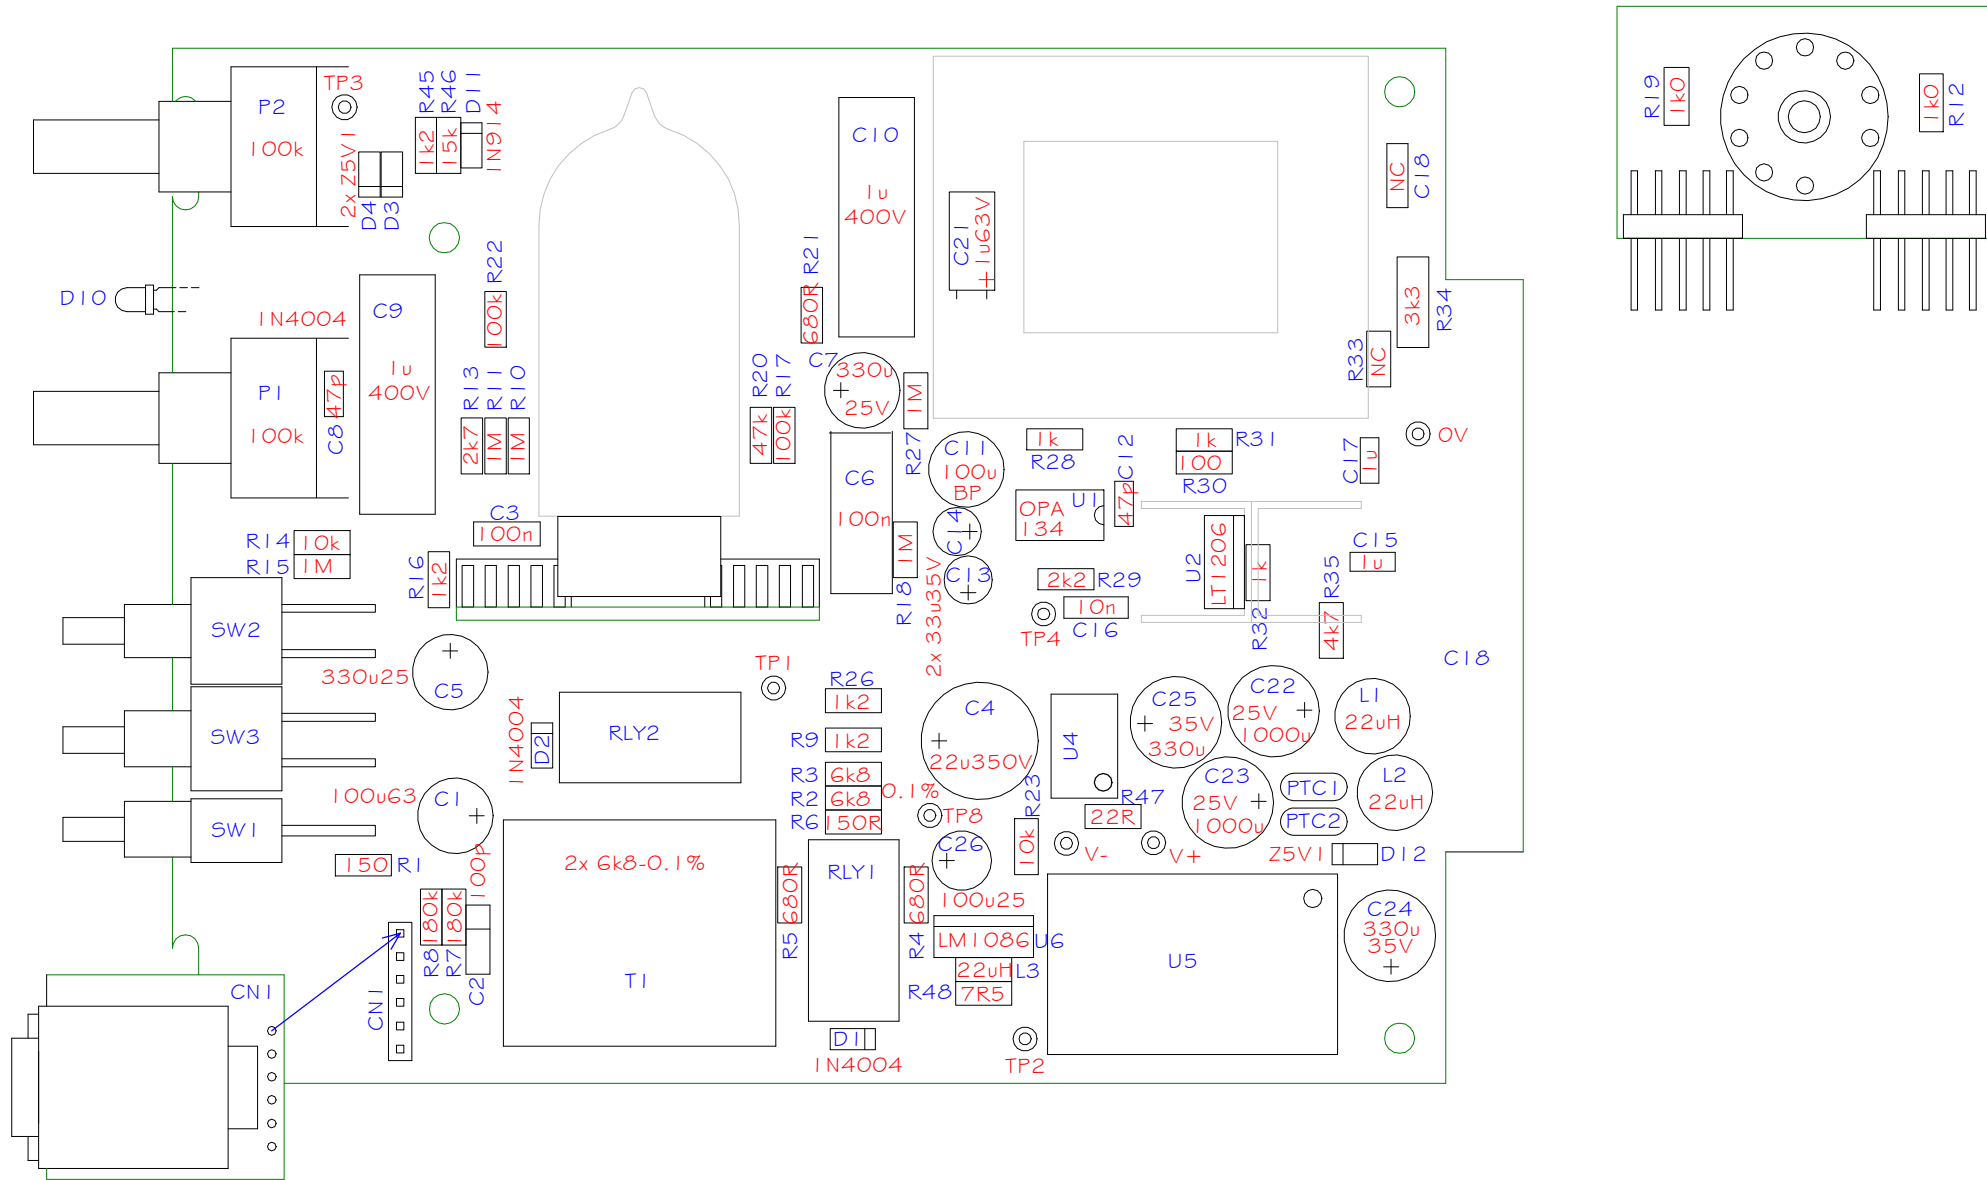 P2
100k
TP3
2x Z5V1
D4
D3
R45
R46
D11
1k2
15k
1N914
C10
1u
400V
C21
+1u63V
NC
C18
R19
1k0
1k0
R12
D10
1N4004
C9
1u
400V
R22
100k
R21
680R
3k3
R34
R33
NC
P1
100k
47p
C8
R13
R11
R10
2k7
1M
1M
R20
R17
47k
100k
C7
330u
25V
1M
R27
C11
100u
BP
1k
R28
C12
47p
1k
R31
100
R30
C17
1u
0V
C6
100n
C3
100n
R14
10k
R15
1M
R16
1k2
1M
R18
C14
C13
2x 33u35V
OPA
134
U1
2k2
R29
10n
C16
TP4
U2
LT1206
1k
R32
C15
1u
R35
4k7
C18
SW2
SW3
SW1
330u25
C5
TP1
1N4004
D2
RLY2
R26
1k2
R9
1k2
R3
6k8
R2
6k8
0.1%
R6
150R
C4
22u350V
TP8
R23
10k
U4
R47
22R
C25
35V
330u
C22
25V
1000u
C23
25V
1000u
L1
22uH
L2
22uH
PTC1
PTC2
V-
V+
Z5V1
D12
100u63
C1
150
R1
100p
180k
180k
R8
R7
C2
2x 6k8-0.1%
T1
680R
R5
RLY1
680R
R4
C26
100u25
LM1086
U6
22uH
L3
R48
7R5
U5
C24
330u
35V
D1
1N4004
TP2
CN1
CN1